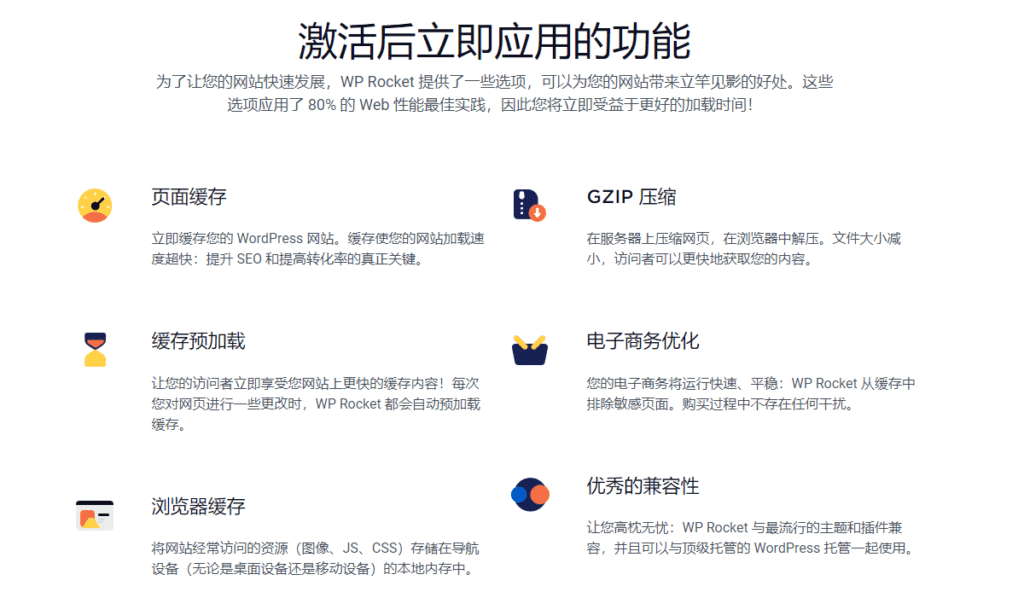 激活后立即应用的功能
为了让您的网站快速发展，WP Rocket 提供了一些选项，可以为您的网站带来立竿见影的好处。这些
选项应用了 80% 的 Web 性能最佳实践，因此您将立即受益于更好的加载时间！
页面缓存
立即缓存您的 WordPress 网站。缓存使您的网站加载速
度超快：提升 SEO 和提高转化率的真正关键。
GZIP 压缩
在服务器上压缩网页，在浏览器中解压。文件大小减
小，访问者可以更快地获取您的内容。
缓存预加载
让您的访问者立即享受您网站上更快的缓存内容！每次
您对网页进行一些更改时，WP Rocket 都会自动预加载
缓存。
电子商务优化
您的电子商务将运行快速、平稳：WP Rocket 从缓存中
排除敏感页面。购买过程中不存在任何干扰。
浏览器缓存
将网站经常访问的资源（图像、JS、CSS）存储在导航
设备（无论是桌面设备还是移动设备）的本地内存中。
优秀的兼容性
让您高枕无忧：WP Rocket 与最流行的主题和插件兼
容，并且可以与顶级托管的 WordPress 托管一起使用。